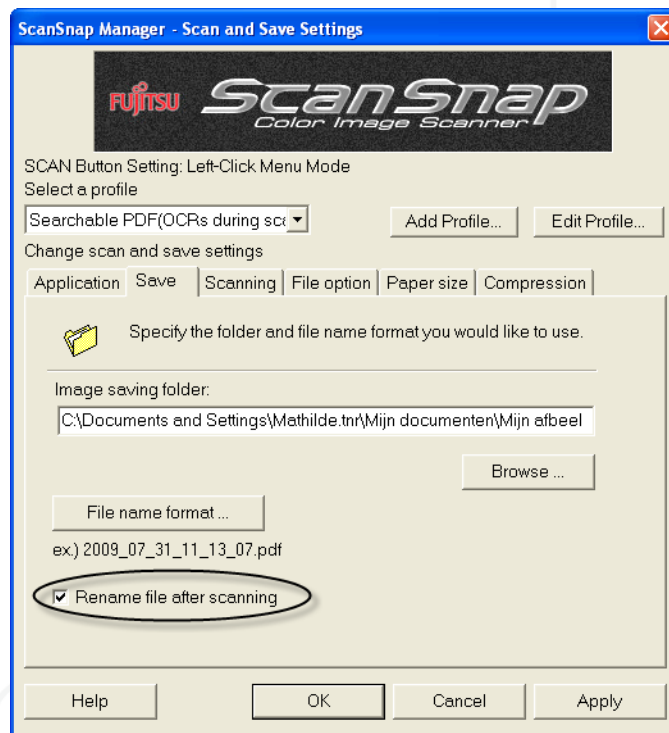 ScanSnap Manager - Scan and Save Settings
FUJITSU ScanSnap
Color Image Scanner
SCAN Button Setting: Left-Click Menu Mode
Select a profile
Searchable PDF(OCRs during sca
Add Profile... Edit Profile...
Change scan and save settings
Application Save Scanning File option Paper size Compression
Specify the folder and file name format you would like to use.
Image saving folder:
C:\Documents and Settings\Mathilde.tnr\Mijn documenten\Mijn afbeel
Browse ...
File name format ...
ex.) 2009_07_31_11_13_07.pdf
Rename file after scanning
Help OK Cancel Apply